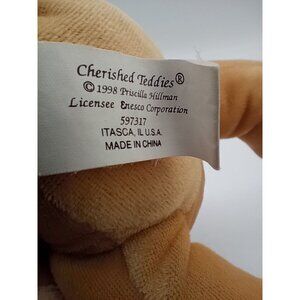 Cherished Teddies®
© 1998 Priscilla Hillman
Licensee Enesco Corporation
597317
ITASCA, IL U.S.A.
MADE IN CHINA